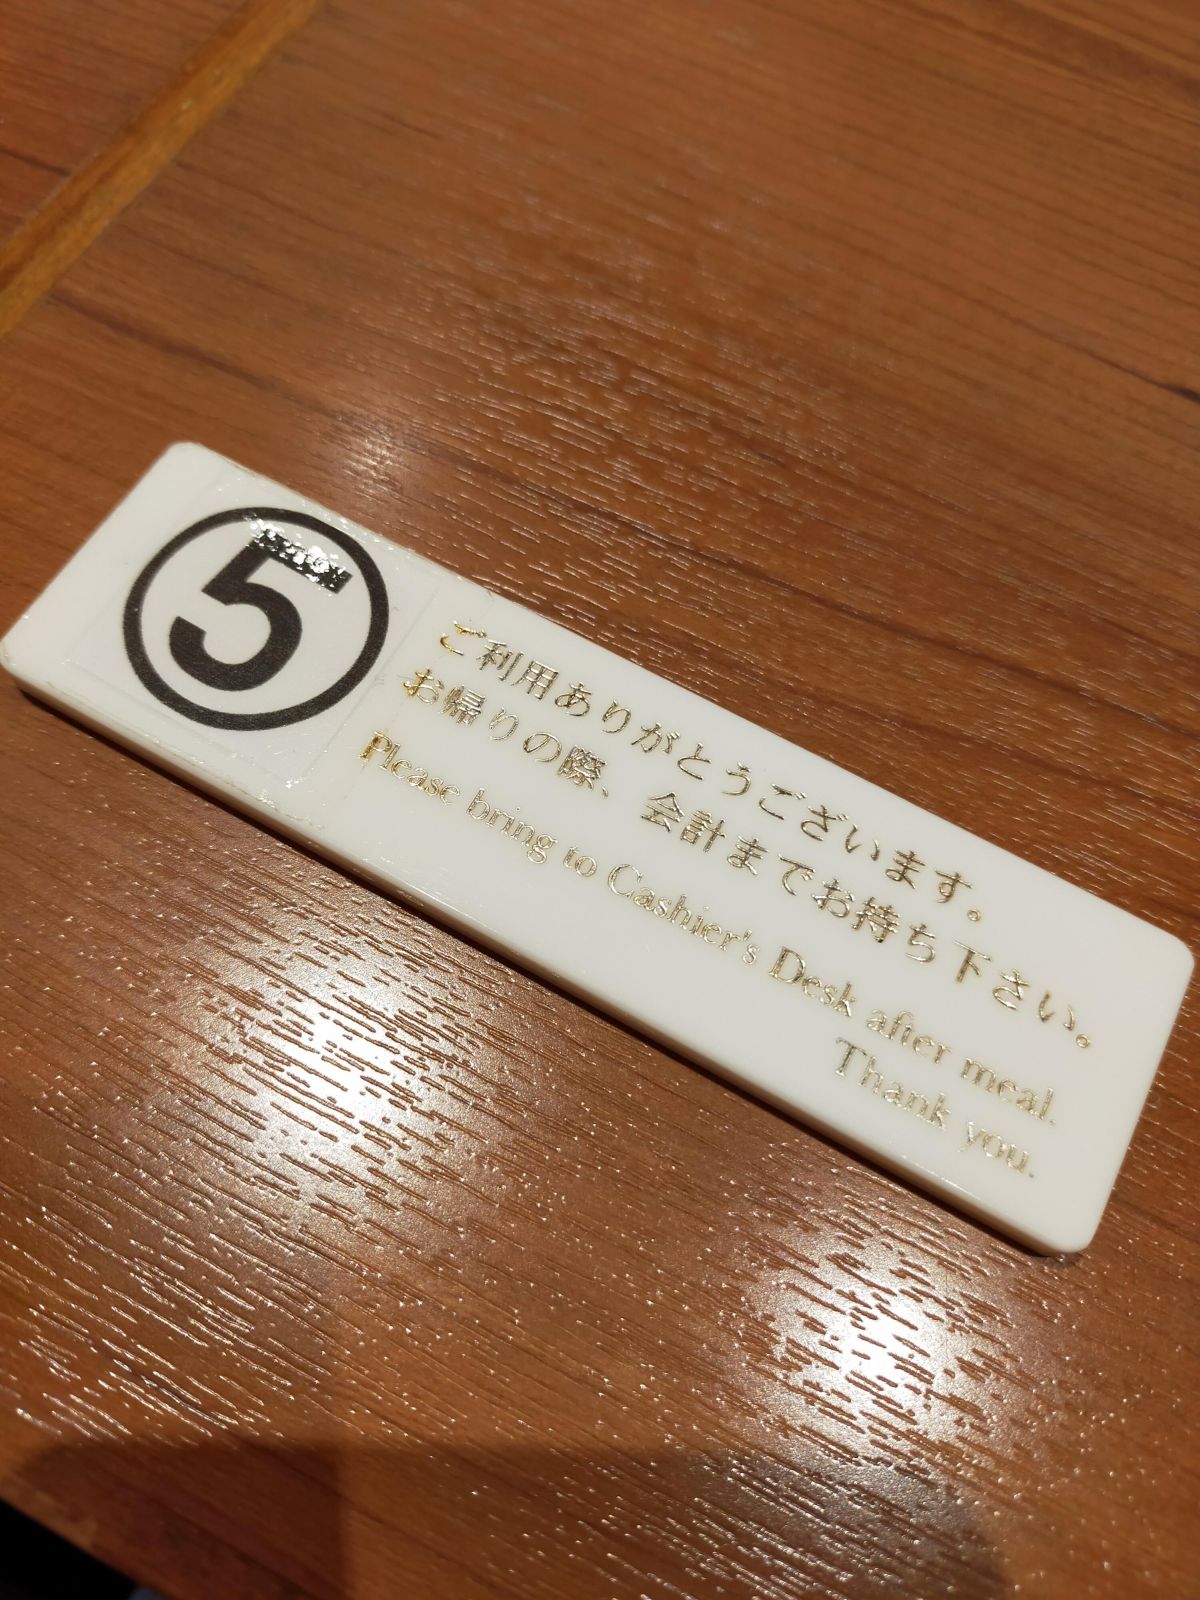 5
ご利用ありがとうございます。
お帰りの際、会計までお持ち下さい。
Please bring to Cashier's Desk after meal.
Thank you.